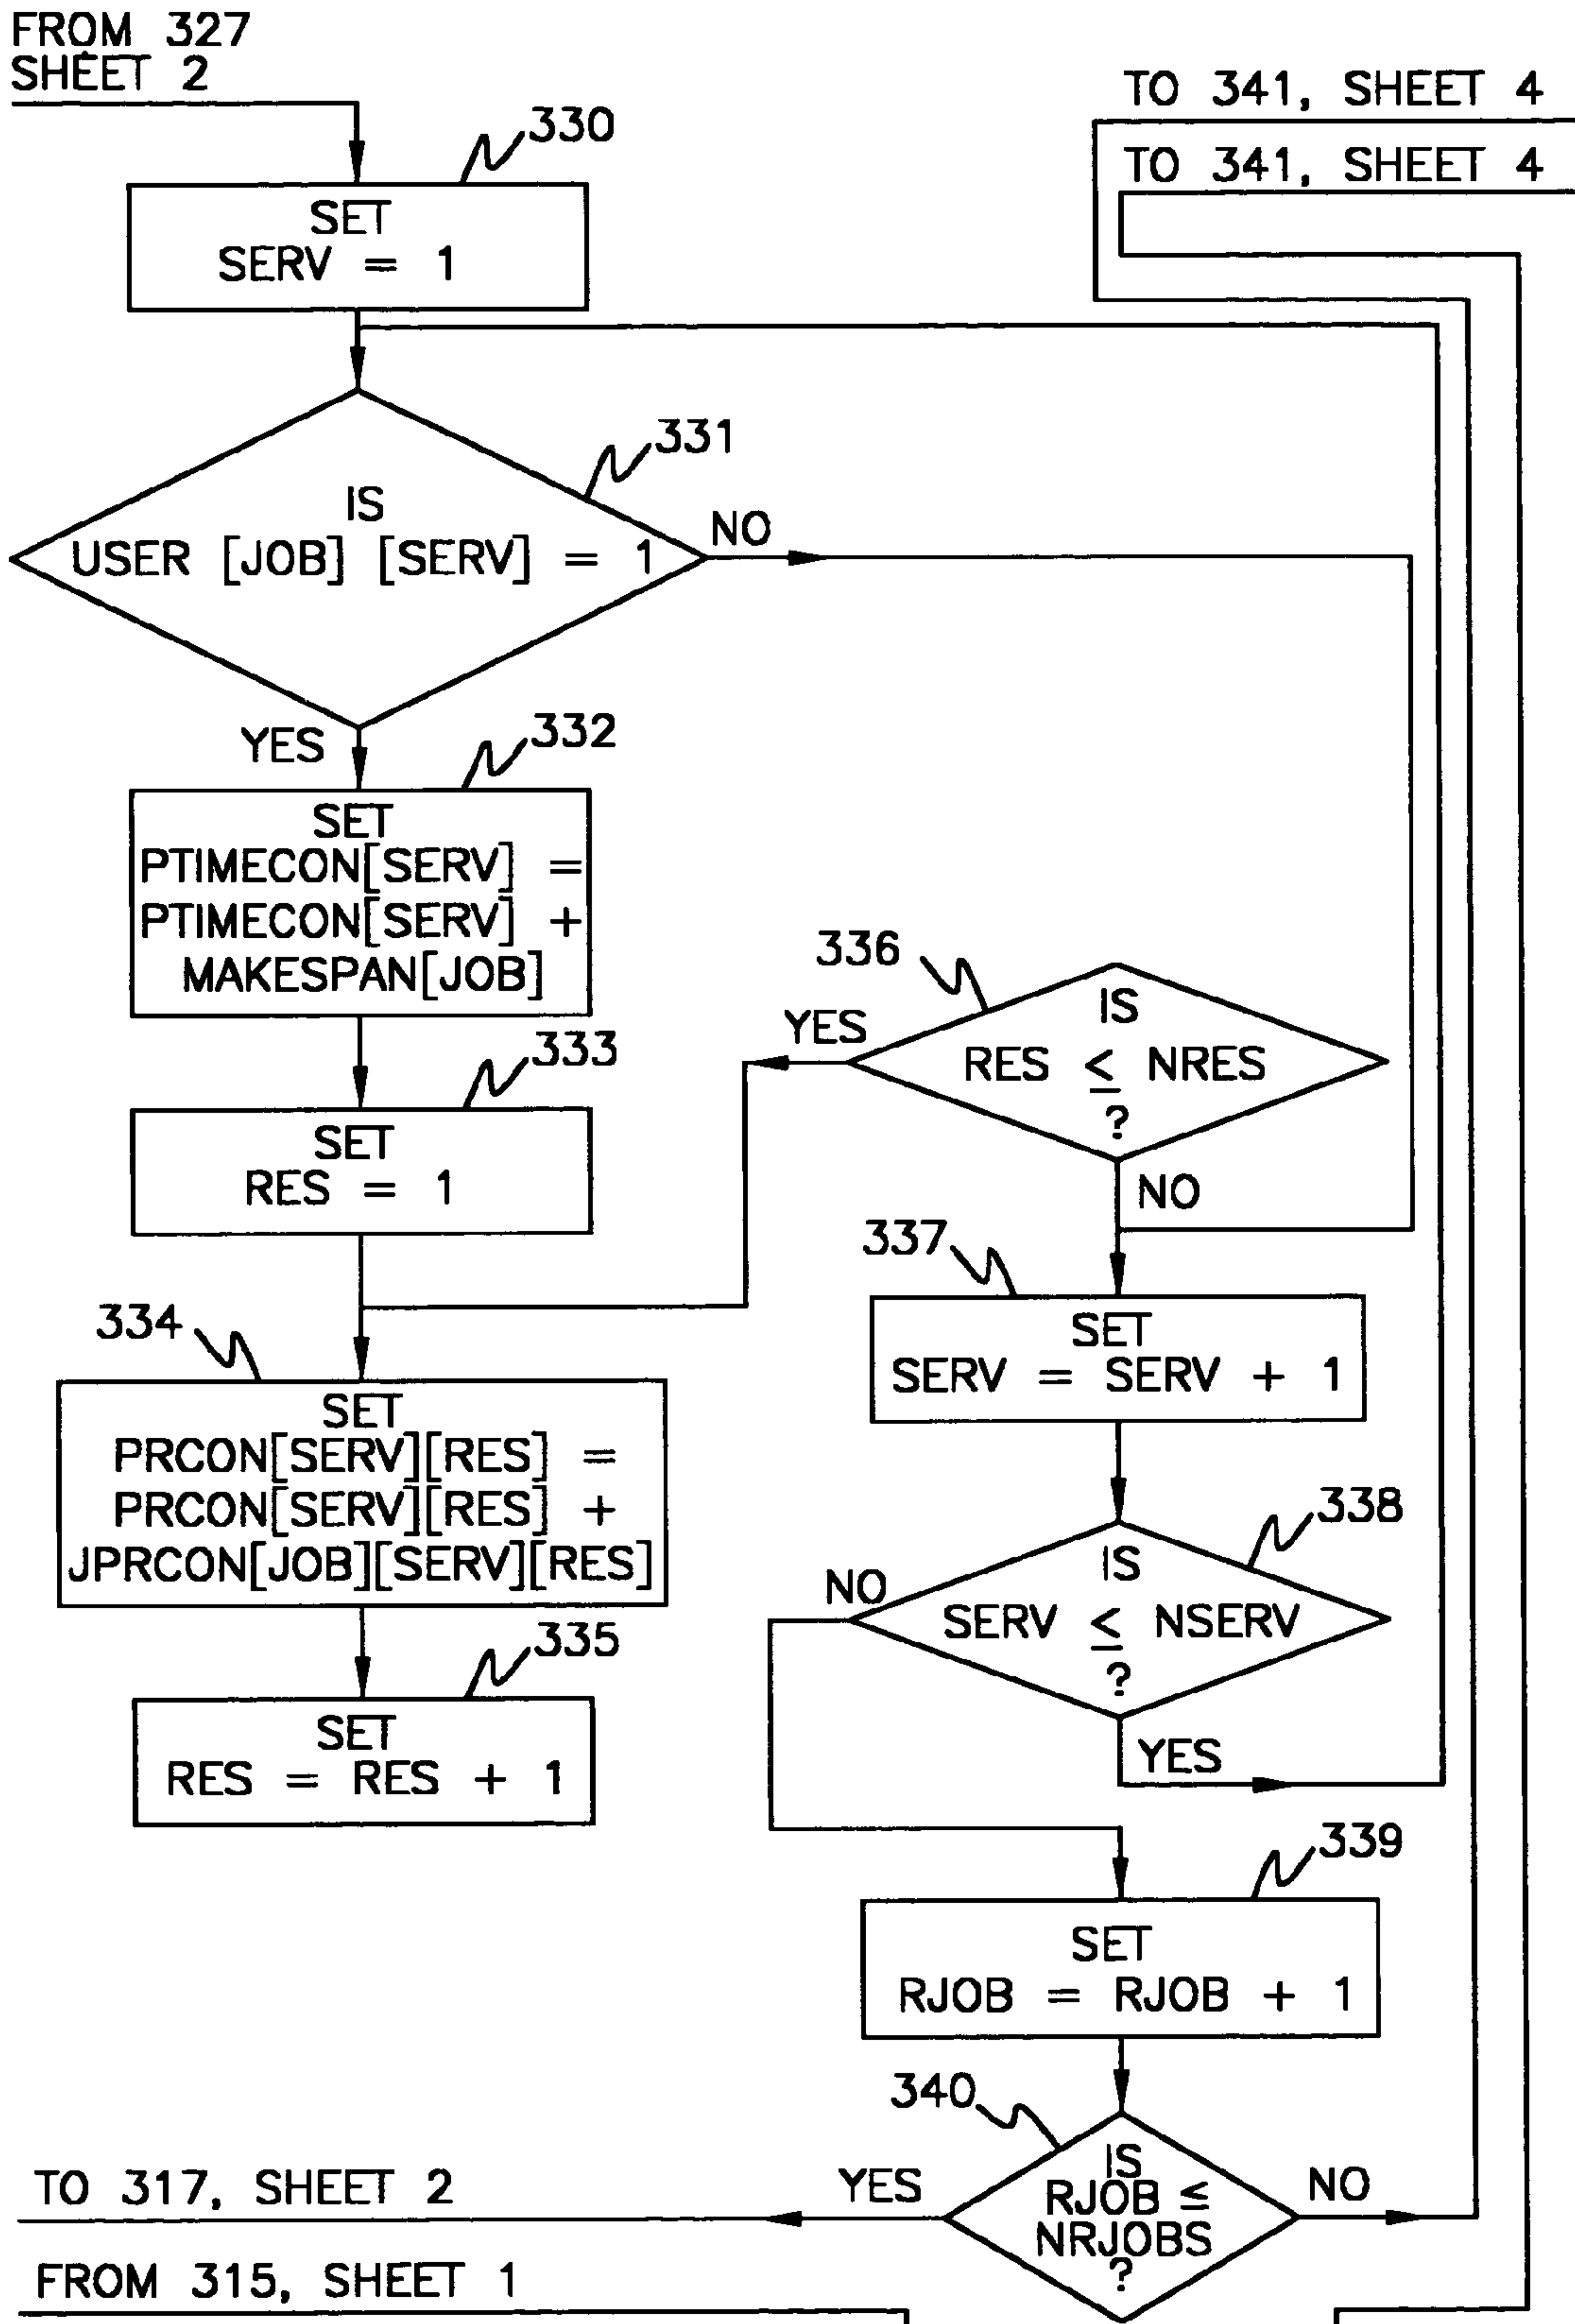 FROM 327
SHEET 2
TO 341, SHEET 4
TO 341, SHEET 4
330
SET
SERV = 1
331
IS
USER [JOB] [SERV] = 1
NO
YES
332
SET
PTIMECON[SERV] =
PTIMECON[SERV] +
MAKESPAN[JOB]
333
SET
RES = 1
334
SET
PRCON[SERV][RES] =
PRCON[SERV][RES] +
JPRCON[JOB][SERV][RES]
335
SET
RES = RES + 1
336
IS
RES ≤ NRES
?
YES
NO
337
SET
SERV = SERV + 1
338
IS
SERV ≤ NSERV
?
NO
YES
339
SET
RJOB = RJOB + 1
340
IS
RJOB ≤
NRJOBS
?
YES
NO
TO 317, SHEET 2
FROM 315, SHEET 1